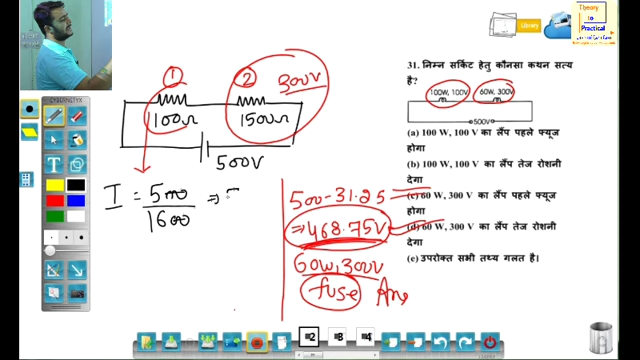 Theory
to
Practical
Library
① ②
300V
100Ω 1500Ω
500V
I = 500/1600 ⇒
500-31.25
⇒468.75V
60W,300V
fuse Ans
31. निम्न सर्किट हेतु कौनसा कथन सत्य
है?
100W, 100V 60W, 300V
500V
(a) 100 W, 100 V का लैंप पहले फ्यूज
होगा
(b) 100 W, 100 V का लैंप तेज रोशनी
देगा
(c) 60 W, 300 V का लैंप पहले फ्यूज
होगा
(d) 60 W, 300 V का लैंप तेज रोशनी
देगा
(e) उपरोक्त सभी तथ्य गलत है।